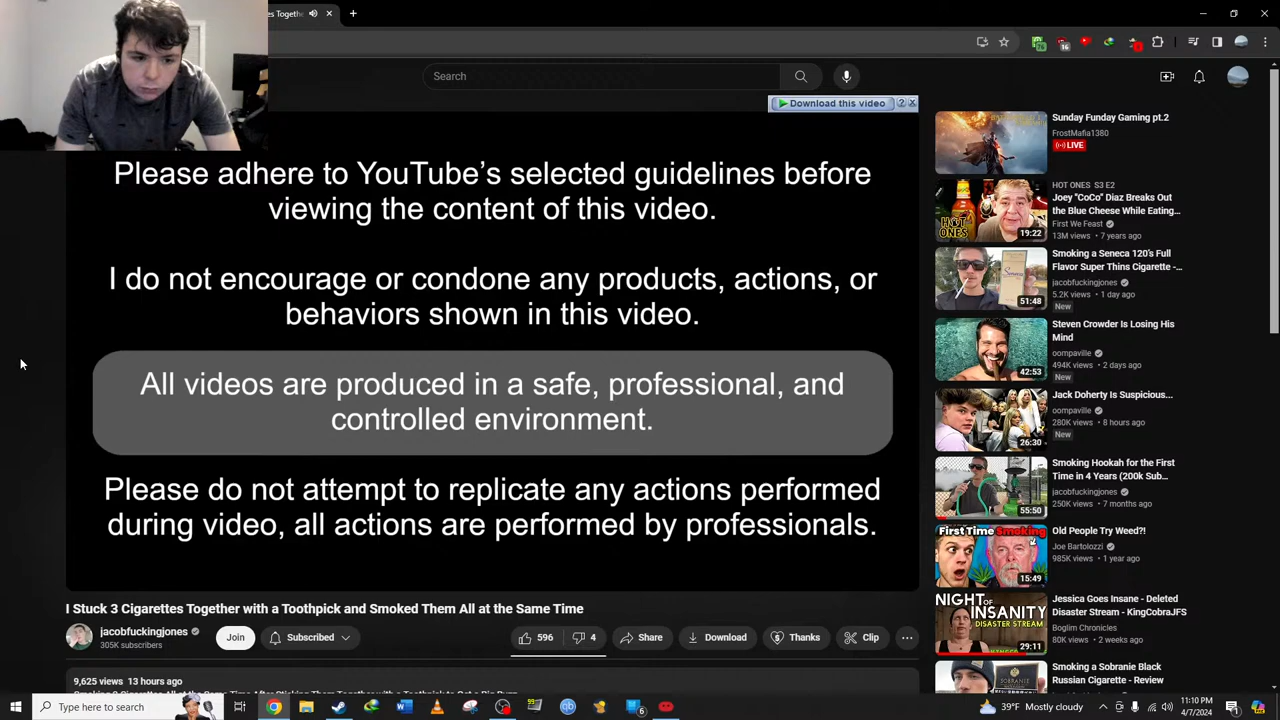 es Togethe
Search
Download this video
Please adhere to YouTube’s selected guidelines before
viewing the content of this video.
I do not encourage or condone any products, actions, or
behaviors shown in this video.
All videos are produced in a safe, professional, and
controlled environment.
Please do not attempt to replicate any actions performed
during video, all actions are performed by professionals.
I Stuck 3 Cigarettes Together with a Toothpick and Smoked Them All at the Same Time
jacobfuckingjones
305K subscribers
Join
Subscribed
596
4
Share
Download
Thanks
Clip
9,625 views 13 hours ago
Sunday Funday Gaming pt.2
FrostMafia1380
LIVE
HOT ONES S3 E2
Joey "CoCo" Diaz Breaks Out
the Blue Cheese While Eating...
First We Feast
13M views • 7 years ago
HOT
ONES
19:22
Smoking a Seneca 120's Full
Flavor Super Thins Cigarette -...
jacobfuckingjones
5.2K views • 1 day ago
New
51:48
Steven Crowder Is Losing His
Mind
oompaville
494K views • 2 days ago
New
42:53
Jack Doherty Is Suspicious...
oompaville
280K views • 8 hours ago
New
26:30
Smoking Hookah for the First
Time in 4 Years (200k Sub...
jacobfuckingjones
250K views • 7 months ago
55:50
Old People Try Weed?!
Joe Bartolozzi
985K views • 1 year ago
First Time Smoking
15:49
Jessica Goes Insane - Deleted
Disaster Stream - KingCobraJFS
Boglim Chronicles
80K views • 2 weeks ago
NIGHT OF
INSANITY
DISASTER STREAM
29:11
Smoking a Sobranie Black
Russian Cigarette - Review
SOBRANIE
Type here to search
39°F Mostly cloudy
11:10 PM
4/7/2024